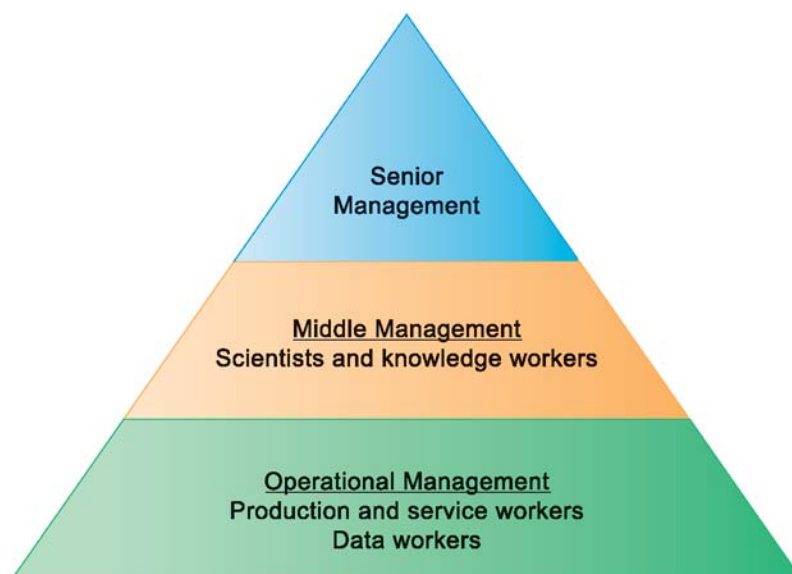 Senior
Management
Middle Management
Scientists and knowledge workers
Operational Management
Production and service workers
Data workers